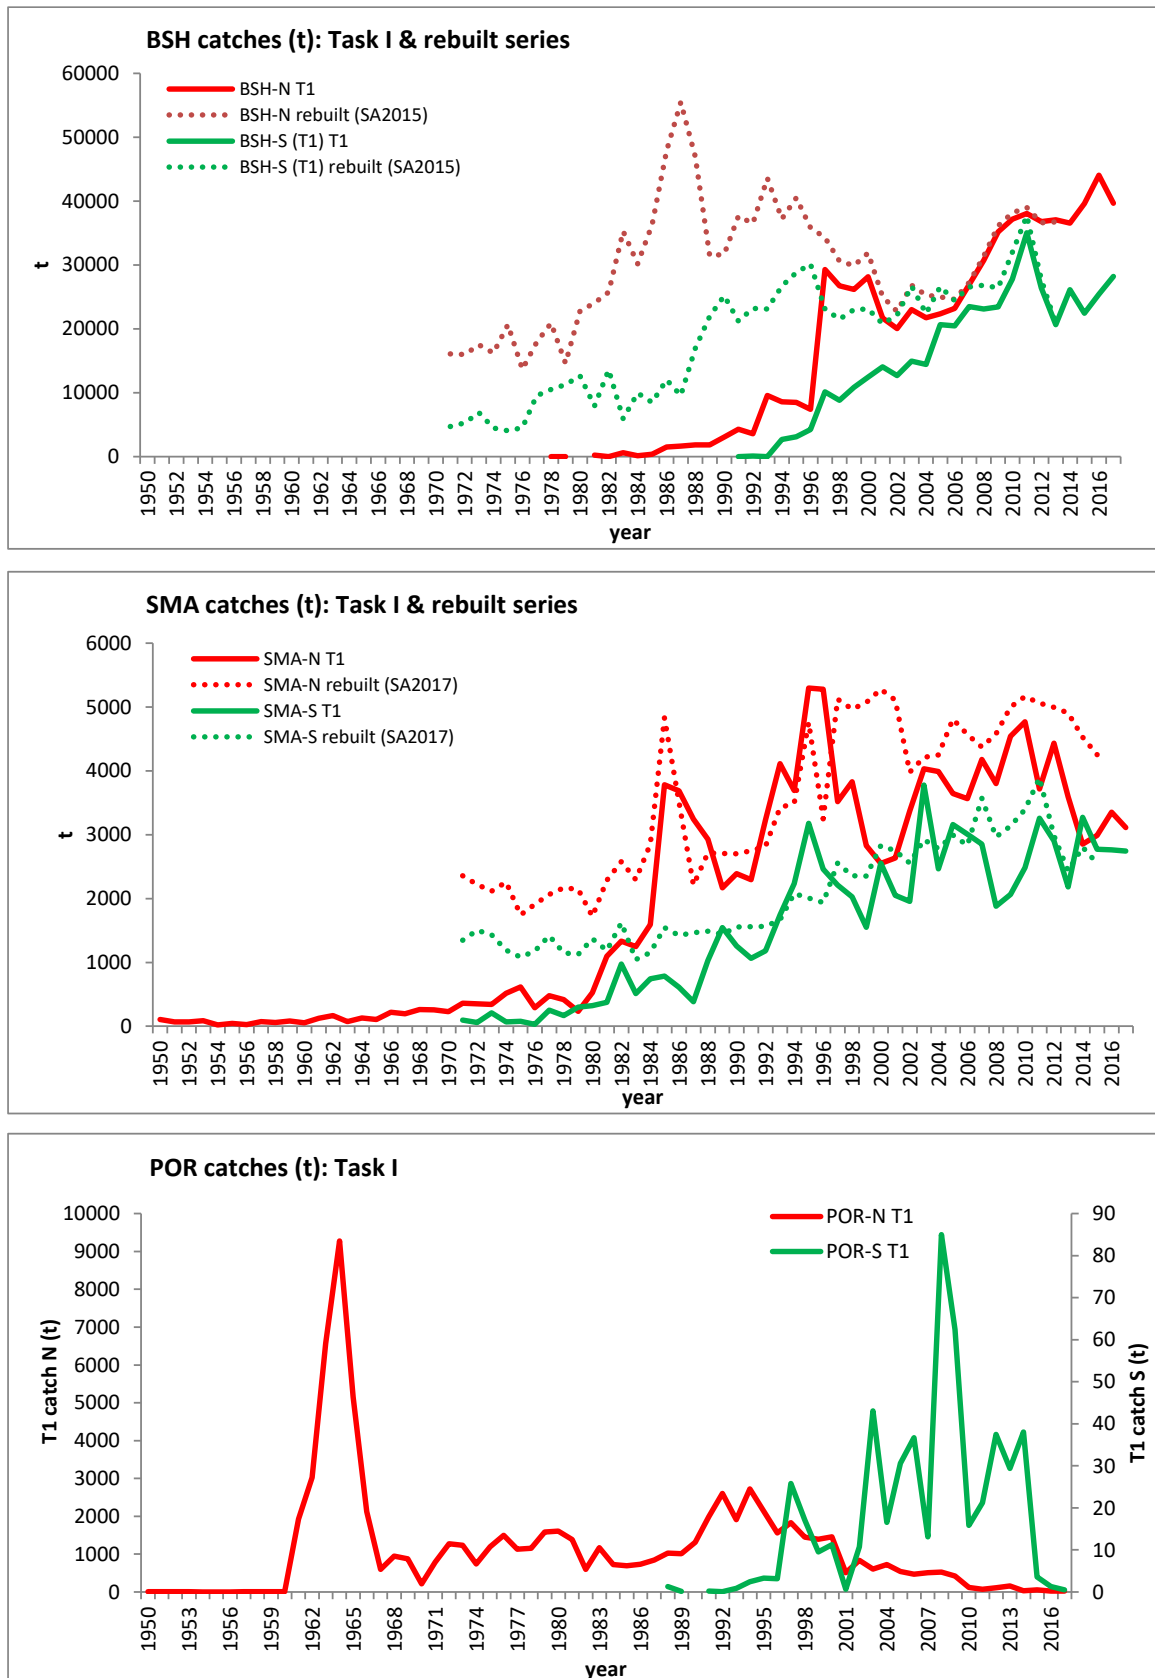 BSH catches (t): Task I & rebuilt series
60000
50000
40000
30000
20000
10000
0
t
BSH-N T1
BSH-N rebuilt (SA2015)
BSH-S (T1) T1
BSH-S (T1) rebuilt (SA2015)
1950 1952 1954 1956 1958 1960 1962 1964 1966 1968 1970 1972 1974 1976 1978 1980 1982 1984 1986 1988 1990 1992 1994 1996 1998 2000 2002 2004 2006 2008 2010 2012 2014 2016
year
SMA catches (t): Task I & rebuilt series
6000
5000
4000
3000
2000
1000
0
t
SMA-N T1
SMA-N rebuilt (SA2017)
SMA-S T1
SMA-S rebuilt (SA2017)
1950 1952 1954 1956 1958 1960 1962 1964 1966 1968 1970 1972 1974 1976 1978 1980 1982 1984 1986 1988 1990 1992 1994 1996 1998 2000 2002 2004 2006 2008 2010 2012 2014 2016
year
POR catches (t): Task I
10000
9000
8000
7000
6000
5000
4000
3000
2000
1000
0
T1 catch N (t)
POR-N T1
POR-S T1
90
80
70
60
50
40
30
20
10
0
T1 catch S (t)
1950 1953 1956 1959 1962 1965 1968 1971 1974 1977 1980 1983 1986 1989 1992 1995 1998 2001 2004 2007 2010 2013 2016
year